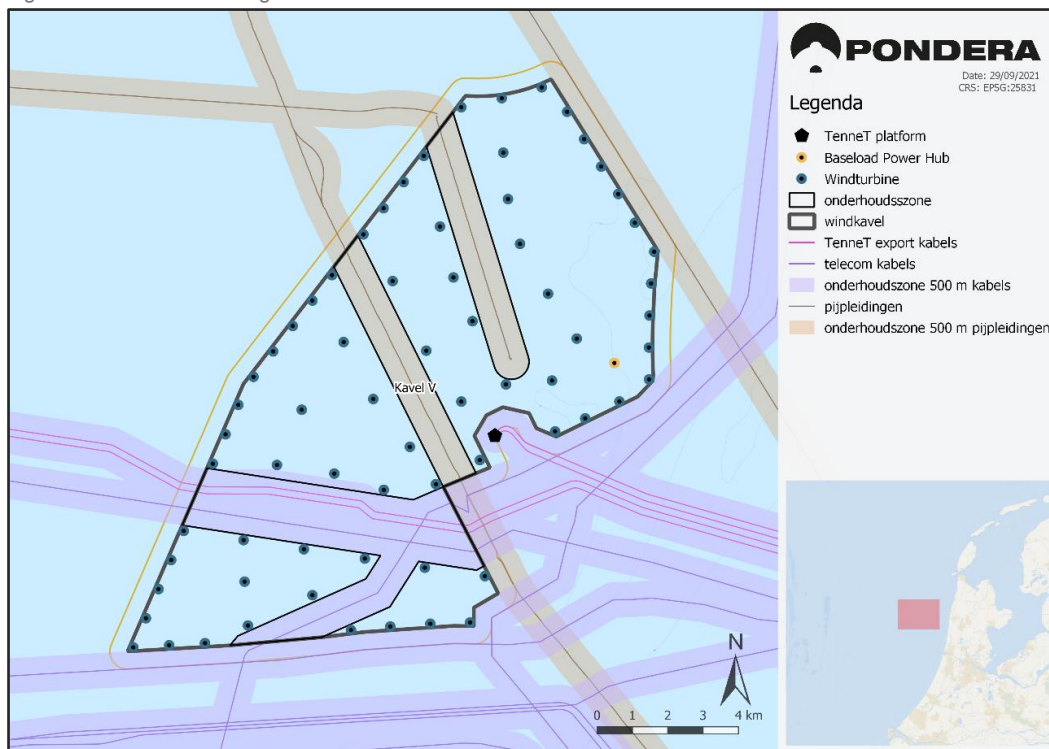 PONDERA
Date: 29/09/2021
CRS: EPSG:25831
Legenda
TenneT platform
Baseload Power Hub
Windturbine
onderhoudsszone
windkavel
TenneT export kabels
telecom kabels
onderhoudszone 500 m kabels
pijpleidingen
onderhoudzone 500 m pijpleidingen
Kavel V
N
0 1 2 3 4 km